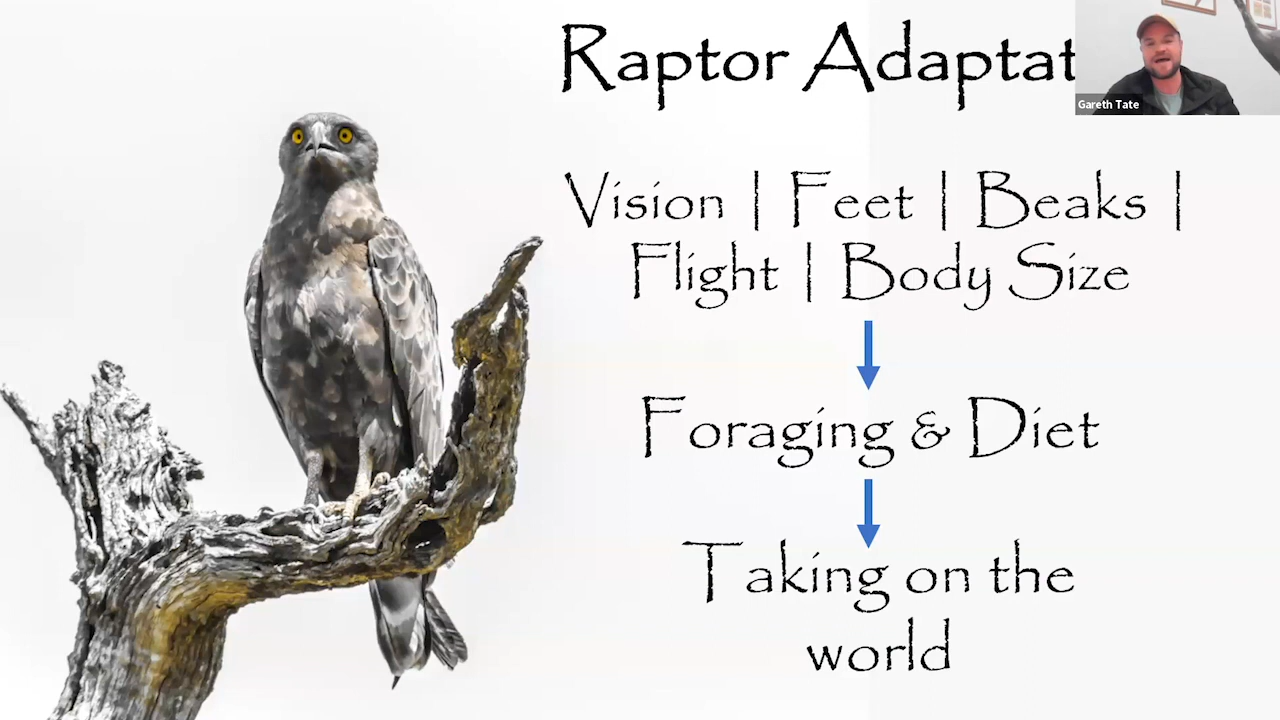 Raptor Adaptat
Gareth Tate
Vision | Feet | Beaks |
Flight | Body Size
Foraging & Diet
Taking on the
world